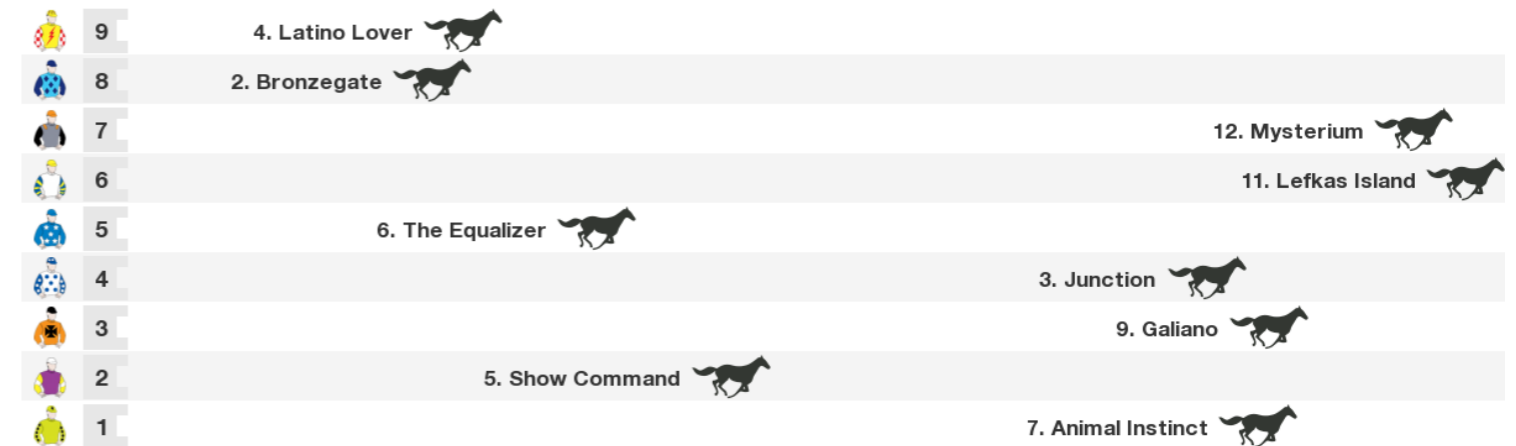 9 4. Latino Lover
8 2. Bronzegate
7 12. Mysterium
6 11. Lefkas Island
5 6. The Equalizer
4 3. Junction
3 9. Galiano
2 5. Show Command
1 7. Animal Instinct